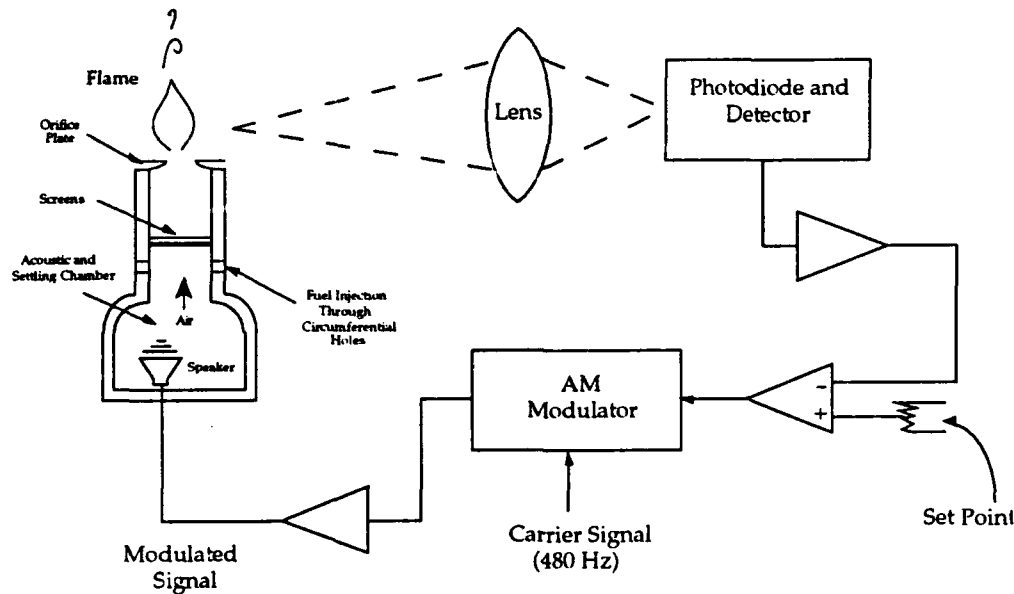 Flame
Orifice
Plate
Screens
Acoustic and
Settling Chamber
Air
Speaker
Fuel Injection
Through
Circumferential
Holes
Lens
Photodiode and
Detector
-
+
Set Point
AM
Modulator
Carrier Signal
(480 Hz)
Modulated
Signal